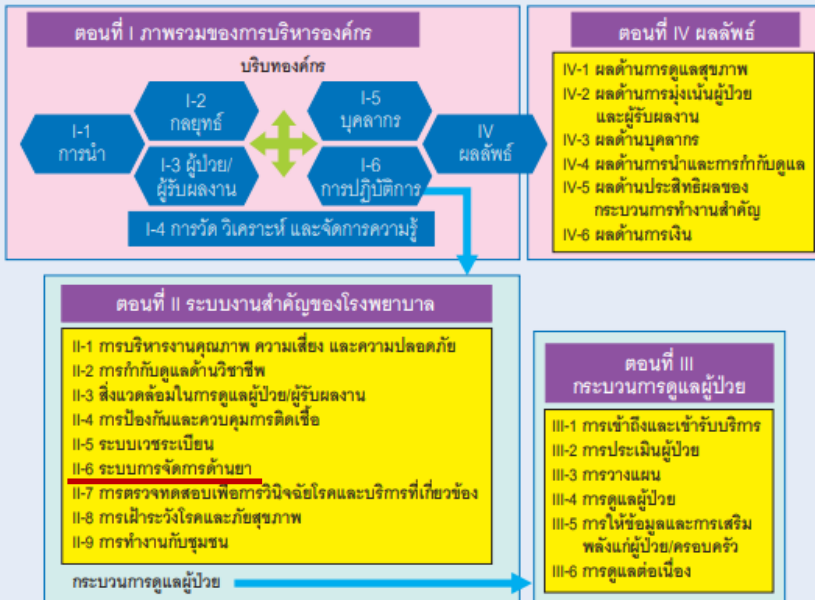 ตอนที่ I ภาพรวมของการบริหารองค์กร
บริบทองค์กร
I-1
การนำ
I-2
กลยุทธ์
I-3 ผู้ป่วย/
ผู้รับผลงาน
I-5
บุคลากร
I-6
การปฏิบัติการ
IV
ผลลัพธ์
I-4 การวัด วิเคราะห์ และจัดการความรู้
ตอนที่ IV ผลลัพธ์
IV-1 ผลด้านการดูแลสุขภาพ
IV-2 ผลด้านการมุ่งเน้นผู้ป่วย
และผู้รับผลงาน
IV-3 ผลด้านบุคลากร
IV-4 ผลด้านการนำและการกำกับดูแล
IV-5 ผลด้านประสิทธิผลของ
กระบวนการทำงานสำคัญ
IV-6 ผลด้านการเงิน
ตอนที่ II ระบบงานสำคัญของโรงพยาบาล
II-1 การบริหารงานคุณภาพ ความเสี่ยง และความปลอดภัย
II-2 การกำกับดูแลด้านวิชาชีพ
II-3 สิ่งแวดล้อมในการดูแลผู้ป่วย/ผู้รับผลงาน
II-4 การป้องกันและควบคุมการติดเชื้อ
II-5 ระบบเวชระเบียน
II-6 ระบบการจัดการด้านยา
II-7 การตรวจทดสอบเพื่อการวินิจฉัยโรคและบริการที่เกี่ยวข้อง
II-8 การเฝ้าระวังโรคและภัยสุขภาพ
II-9 การทำงานกับชุมชน
กระบวนการดูแลผู้ป่วย
ตอนที่ III
กระบวนการดูแลผู้ป่วย
III-1 การเข้าถึงและเข้ารับบริการ
III-2 การประเมินผู้ป่วย
III-3 การวางแผน
III-4 การดูแลผู้ป่วย
III-5 การให้ข้อมูลและการเสริม
พลังแก่ผู้ป่วย/ครอบครัว
III-6 การดูแลต่อเนื่อง